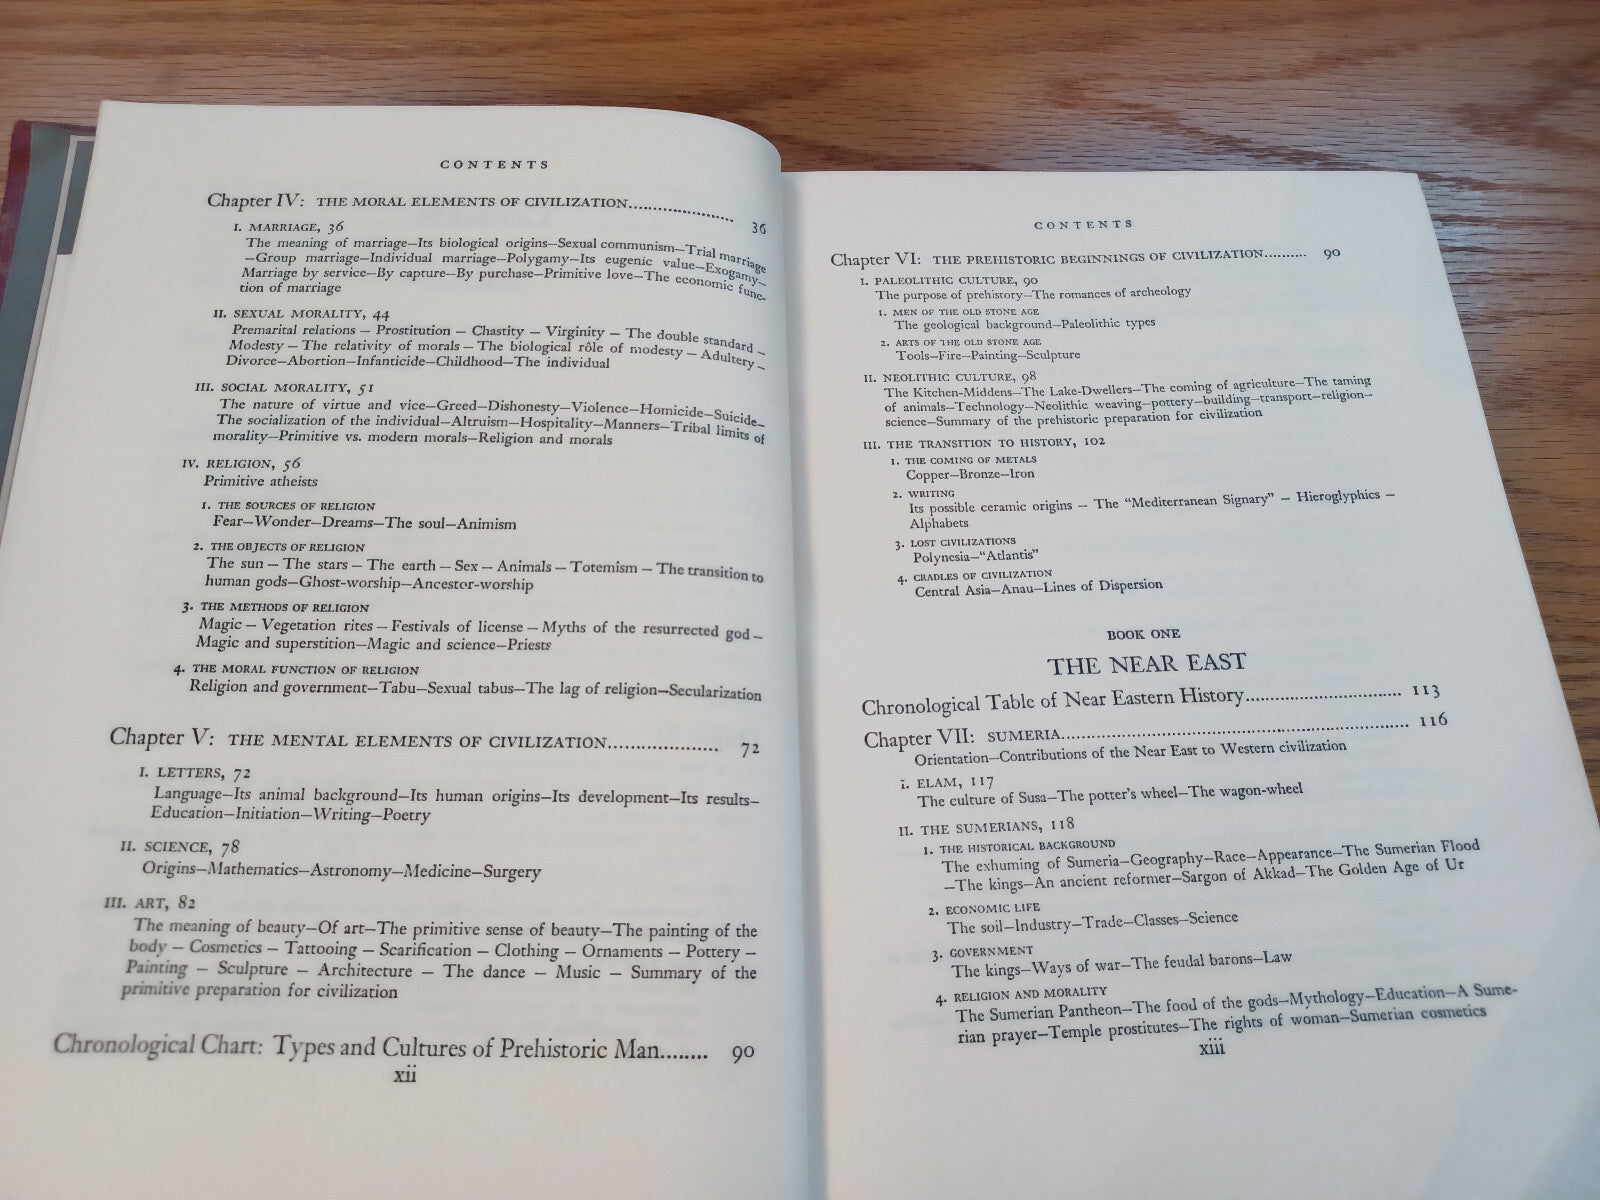 CONTENTS
Chapter IV: THE MORAL ELEMENTS OF CIVILIZATION.................... 36
I. MARRIAGE, 36
The meaning of marriage—Its biological origins—Sexual communism—Trial marriage
—Group marriage—Individual marriage—Polygamy—Its eugenic value—Exogamy—
Marriage by service—By capture—By purchase—Primitive love—The economic func-
tion of marriage
II. SEXUAL MORALITY, 44
Premarital relations — Prostitution — Chastity — Virginity — The double standard —
Modesty — The relativity of morals — The biological rôle of modesty — Adultery —
Divorce—Abortion—Infanticide—Childhood—The individual
III. SOCIAL MORALITY, 51
The nature of virtue and vice—Greed—Dishonesty—Violence—Homicide—Suicide—
The socialization of the individual—Altruism—Hospitality—Manners—Tribal limits of
morality—Primitive vs. modern morals—Religion and morals
IV. RELIGION, 56
Primitive atheists
1. THE SOURCES OF RELIGION
Fear—Wonder—Dreams—The soul—Animism
2. THE OBJECTS OF RELIGION
The sun — The stars — The earth — Sex — Animals — Totemism — The transition to
human gods—Ghost-worship—Ancestor-worship
3. THE METHODS OF RELIGION
Magic — Vegetation rites — Festivals of license — Myths of the resurrected god —
Magic and superstition—Magic and science—Priests
4. THE MORAL FUNCTION OF RELIGION
Religion and government—Tabu—Sexual tabus—The lag of religion—Secularization
Chapter V: THE MENTAL ELEMENTS OF CIVILIZATION................... 72
I. LETTERS, 72
Language—Its animal background—Its human origins—Its development—Its results—
Education—Initiation—Writing—Poetry
II. SCIENCE, 78
Origins—Mathematics—Astronomy—Medicine—Surgery
III. ART, 82
The meaning of beauty—Of art—The primitive sense of beauty—The painting of the
body — Cosmetics — Tattooing — Scarification — Clothing — Ornaments — Pottery —
Painting — Sculpture — Architecture — The dance — Music — Summary of the
primitive preparation for civilization
Chronological Chart: Types and Cultures of Prehistoric Man........ 90
xii
CONTENTS
Chapter VI: THE PREHISTORIC BEGINNINGS OF CIVILIZATION.......... 90
I. PALEOLITHIC CULTURE, 90
The purpose of prehistory—The romances of archeology
1. MEN OF THE OLD STONE AGE
The geological background—Paleolithic types
2. ARTS OF THE OLD STONE AGE
Tools—Fire—Painting—Sculpture
II. NEOLITHIC CULTURE, 98
The Kitchen-Middens—The Lake-Dwellers—The coming of agriculture—The taming
of animals—Technology—Neolithic weaving—pottery—building—transport—religion—
science—Summary of the prehistoric preparation for civilization
III. THE TRANSITION TO HISTORY, 102
1. THE COMING OF METALS
Copper—Bronze—Iron
2. WRITING
Its possible ceramic origins — The "Mediterranean Signary" — Hieroglyphics —
Alphabets
3. LOST CIVILIZATIONS
Polynesia—"Atlantis"
4. CRADLES OF CIVILIZATION
Central Asia—Anau—Lines of Dispersion
BOOK ONE
THE NEAR EAST
Chronological Table of Near Eastern History.............................. 113
Chapter VII: SUMERIA.................................................... 116
Orientation—Contributions of the Near East to Western civilization
I. ELAM, 117
The culture of Susa—The potter's wheel—The wagon-wheel
II. THE SUMERIANS, 118
1. THE HISTORICAL BACKGROUND
The exhuming of Sumeria—Geography—Race—Appearance—The Sumerian Flood
—The kings—An ancient reformer—Sargon of Akkad—The Golden Age of Ur
2. ECONOMIC LIFE
The soil—Industry—Trade—Classes—Science
3. GOVERNMENT
The kings—Ways of war—The feudal barons—Law
4. RELIGION AND MORALITY
The Sumerian Pantheon—The food of the gods—Mythology—Education—A Sume-
rian prayer—Temple prostitutes—The rights of woman—Sumerian cosmetics
xiii